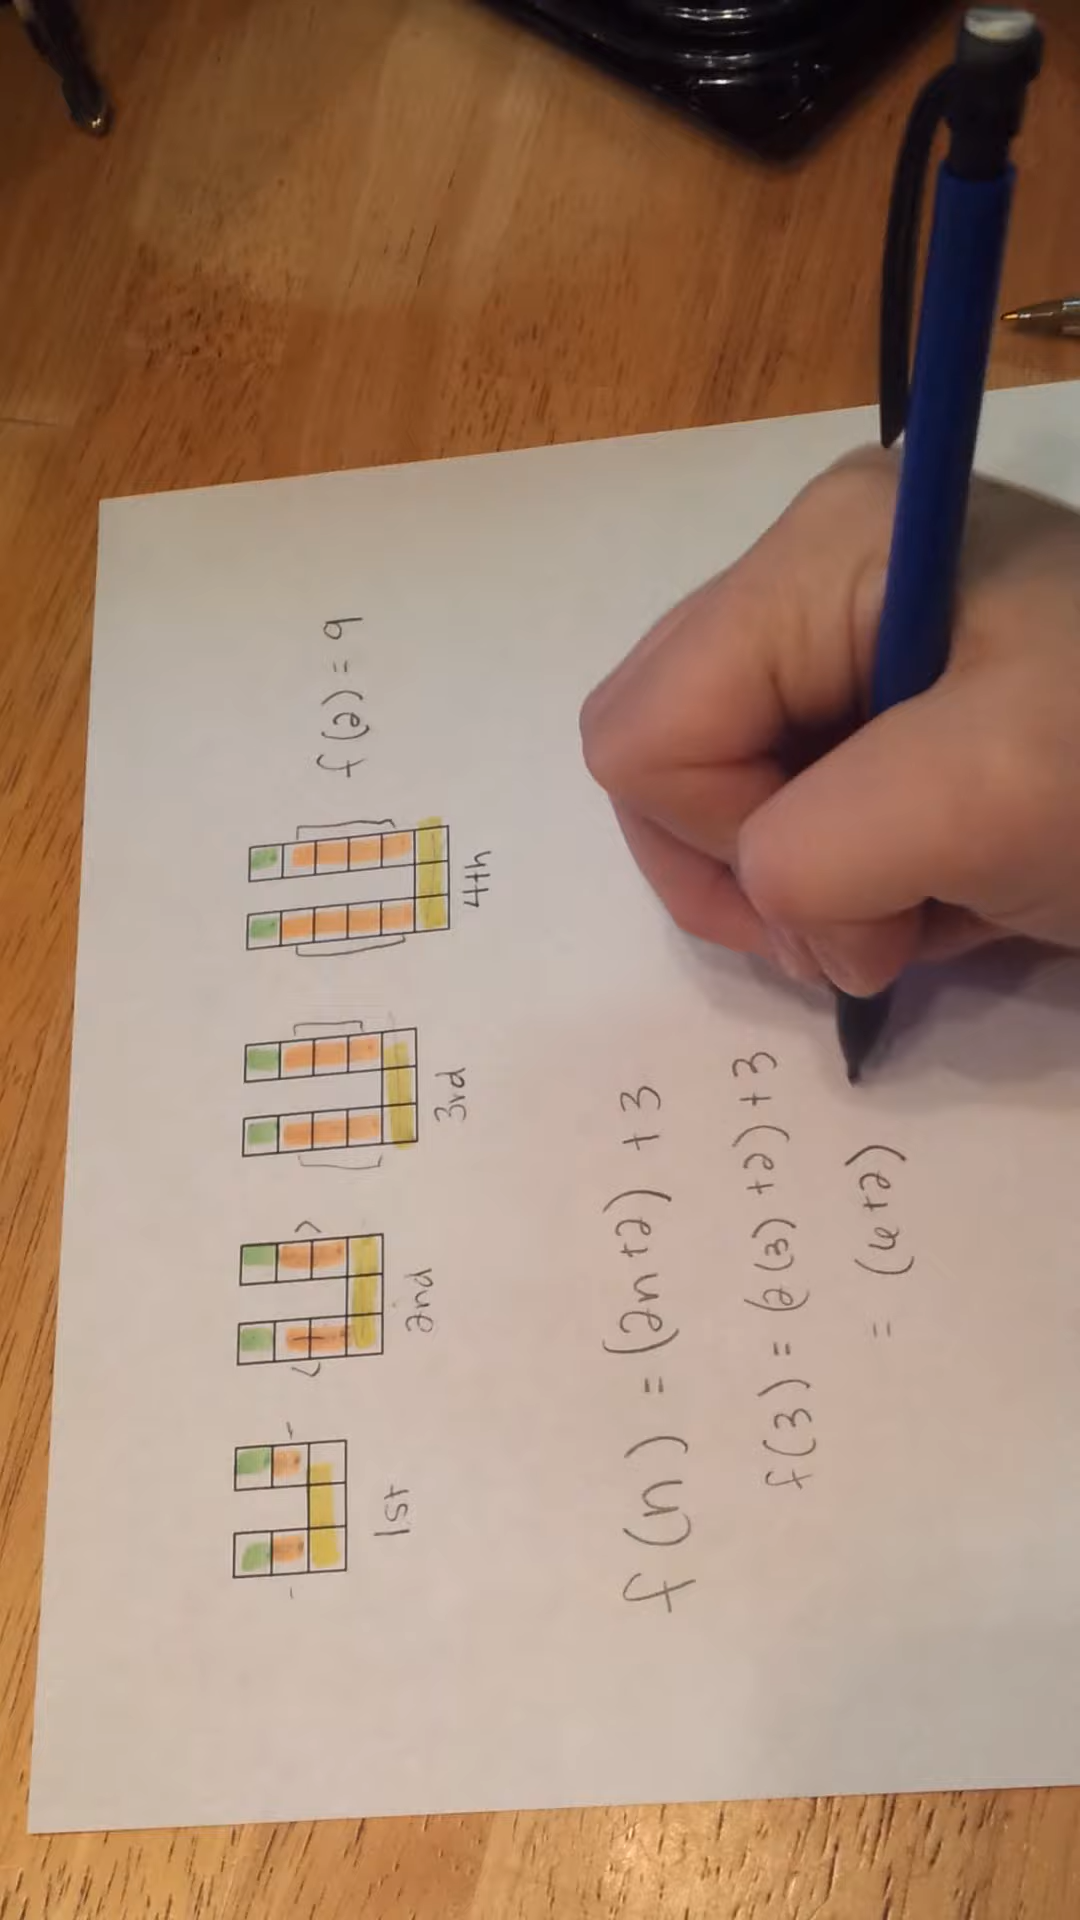 1st 2nd 3rd 4th f(2) = 9
f(n) = (2n+2) + 3
f(3) = (2(3)+2)+3
= (6+2)